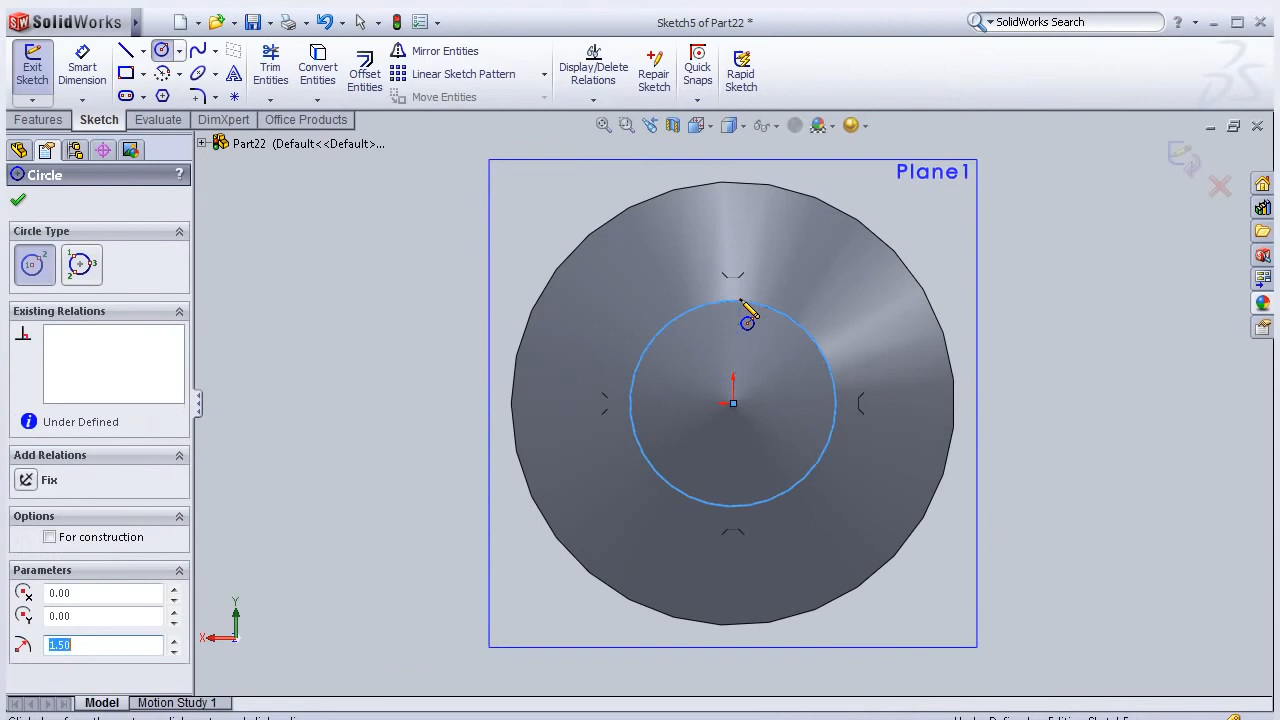 SolidWorks
Sketch5 of Part22 *
SolidWorks Search
Exit Sketch
Smart Dimension
Trim Entities
Convert Entities
Offset Entities
Mirror Entities
Linear Sketch Pattern
Move Entities
Display/Delete Relations
Repair Sketch
Quick Snaps
Rapid Sketch
Features
Sketch
Evaluate
DimXpert
Office Products
Part22 (Default<<Default>...
Plane1
Circle
?
Circle Type
Existing Relations
Under Defined
Add Relations
Fix
Options
For construction
Parameters
0.00
0.00
1.50
Y
X
Model
Motion Study 1